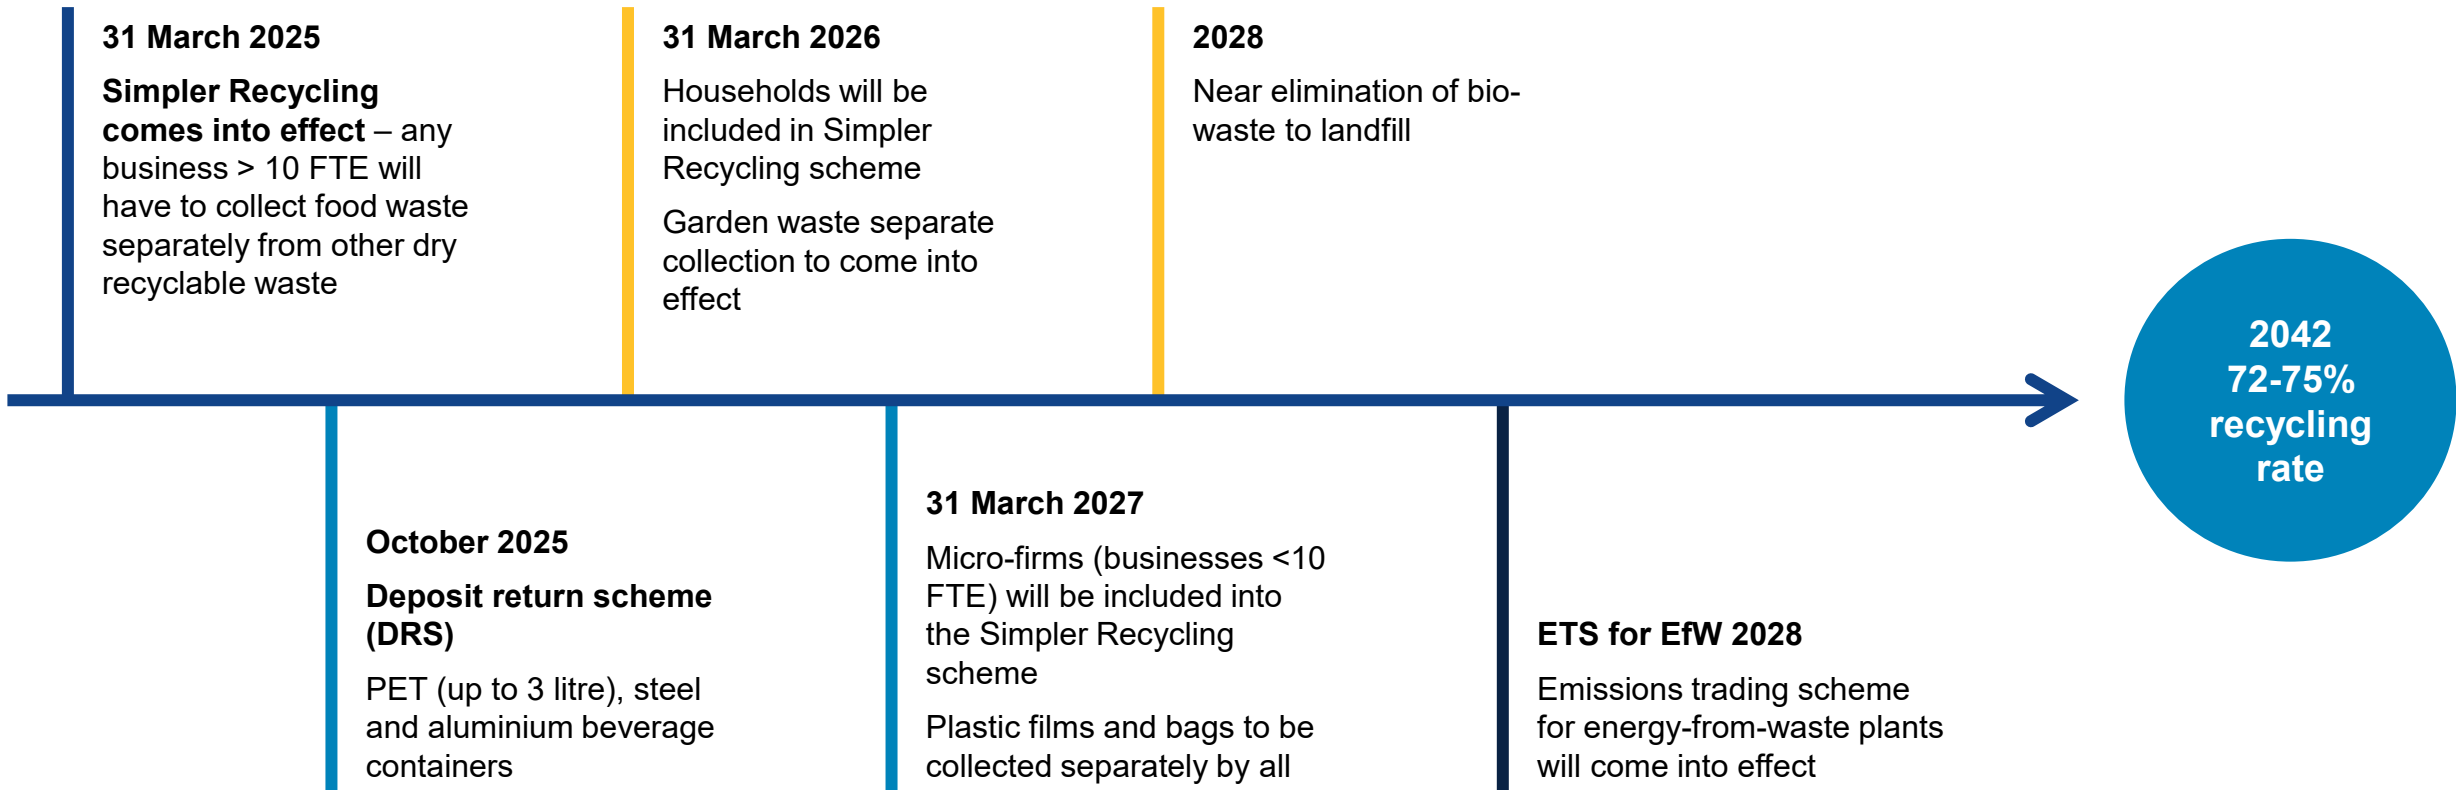 31 March 2025
Simpler Recycling
comes into effect – any
business > 10 FTE will
have to collect food waste
separately from other dry
recyclable waste
31 March 2026
Households will be
included in Simpler
Recycling scheme
Garden waste separate
collection to come into
effect
2028
Near elimination of bio-
waste to landfill
October 2025
Deposit return scheme
(DRS)
PET (up to 3 litre), steel
and aluminium beverage
containers
31 March 2027
Micro-firms (businesses <10
FTE) will be included into
the Simpler Recycling
scheme
Plastic films and bags to be
collected separately by all
ETS for EfW 2028
Emissions trading scheme
for energy-from-waste plants
will come into effect
2042
72-75%
recycling
rate